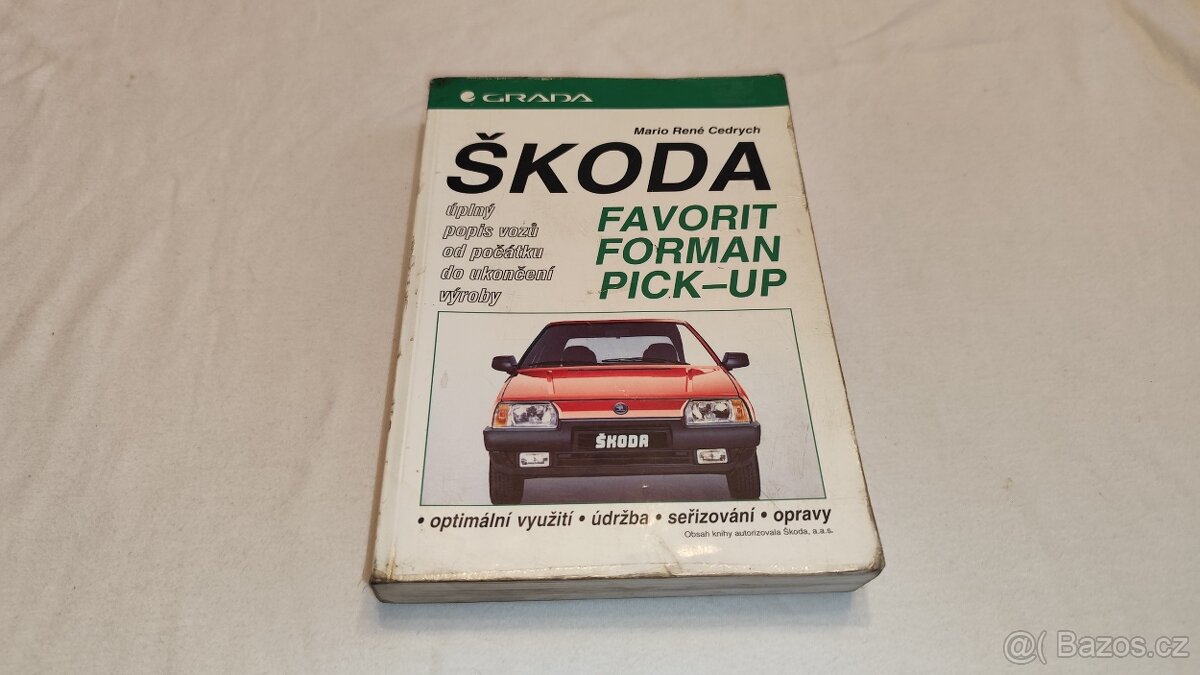 GRADA
Mario René Cedrych
ŠKODA
úplný
popis vozů
od počátku
do ukončení
výroby
FAVORIT
FORMAN
PICK–UP
ŠKODA
• optimální využití • údržba • seřizování • opravy
Obsah knihy autorizovala Škoda, a.a.s.
@( Bazos.cz